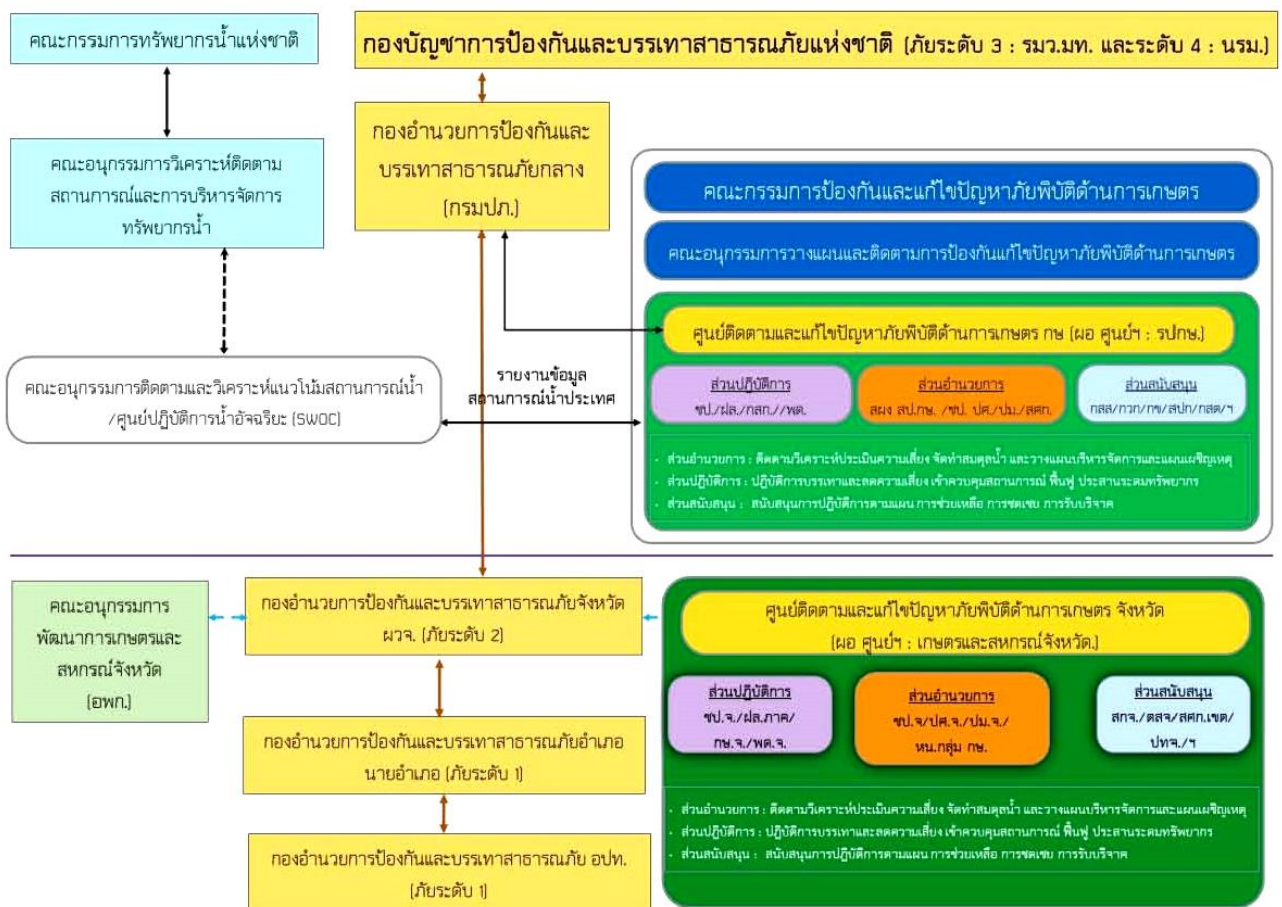 คณะกรรมการทรัพยากรน้ำแห่งชาติ
กองบัญชาการป้องกันและบรรเทาสาธารณภัยแห่งชาติ (ภัยระดับ 3 : รมว.มท. และระดับ 4 : นรม.)
คณะอนุกรรมการวิเคราะห์ติดตาม
สถานการณ์และการบริหารจัดการ
ทรัพยากรน้ำ
กองอำนวยการป้องกันและ
บรรเทาสาธารณภัยกลาง
(กรมปภ.)
คณะกรรมการป้องกันและแก้ไขปัญหาภัยพิบัติด้านการเกษตร
คณะอนุกรรมการวางแผนและติดตามการป้องกันแก้ไขปัญหาภัยพิบัติด้านการเกษตร
ศูนย์ติดตามและแก้ไขปัญหาภัยพิบัติด้านการเกษตร กษ (ผอ ศูนย์ฯ : รปกษ.)
ส่วนปฏิบัติการ
ชป./ฝล./กสก.//พด.
ส่วนอำนวยการ
สผง สป.กษ. /ชป. ปศ./ปม./สศก.
ส่วนสนับสนุน
กสส/กวก/กข/สปก/กสต/ฯ
- ส่วนอำนวยการ : ติดตามวิเคราะห์ประเมินความเสี่ยง จัดทำสมดุลน้ำ และวางแผนบริหารจัดการและแผนเผชิญเหตุ
- ส่วนปฏิบัติการ : ปฏิบัติการบรรเทาและลดความเสี่ยง เข้าควบคุมสถานการณ์ ฟื้นฟู ประสานระดมทรัพยากร
- ส่วนสนับสนุน : สนับสนุนการปฏิบัติการตามแผน การช่วยเหลือ การชดเชย การรับบริจาค
คณะอนุกรรมการติดตามและวิเคราะห์แนวโน้มสถานการณ์น้ำ
/ศูนย์ปฏิบัติการน้ำอัจฉริยะ (SWOC)
รายงานข้อมูล
สถานการณ์น้ำประเทศ
คณะอนุกรรมการ
พัฒนาการเกษตรและ
สหกรณ์จังหวัด
(อพก.)
กองอำนวยการป้องกันและบรรเทาสาธารณภัยจังหวัด
ผวจ. (ภัยระดับ 2)
กองอำนวยการป้องกันและบรรเทาสาธารณภัยอำเภอ
นายอำเภอ (ภัยระดับ 1)
กองอำนวยการป้องกันและบรรเทาสาธารณภัย อปท.
(ภัยระดับ 1)
ศูนย์ติดตามและแก้ไขปัญหาภัยพิบัติด้านการเกษตร จังหวัด
(ผอ ศูนย์ฯ : เกษตรและสหกรณ์จังหวัด.)
ส่วนปฏิบัติการ
ชป.จ./ฝล.ภาค/
กษ.จ./พด.จ.
ส่วนอำนวยการ
ชป.จ/ปศ.จ./ปม.จ./
หน.กลุ่ม กษ.
ส่วนสนับสนุน
สกจ./ตสจ/สศก.เขต/
ปทจ./ฯ
- ส่วนอำนวยการ : ติดตามวิเคราะห์ประเมินความเสี่ยง จัดทำสมดุลน้ำ และวางแผนบริหารจัดการและแผนเผชิญเหตุ
- ส่วนปฏิบัติการ : ปฏิบัติการบรรเทาและลดความเสี่ยง เข้าควบคุมสถานการณ์ ฟื้นฟู ประสานระดมทรัพยากร
- ส่วนสนับสนุน : สนับสนุนการปฏิบัติการตามแผน การช่วยเหลือ การชดเชย การรับบริจาค